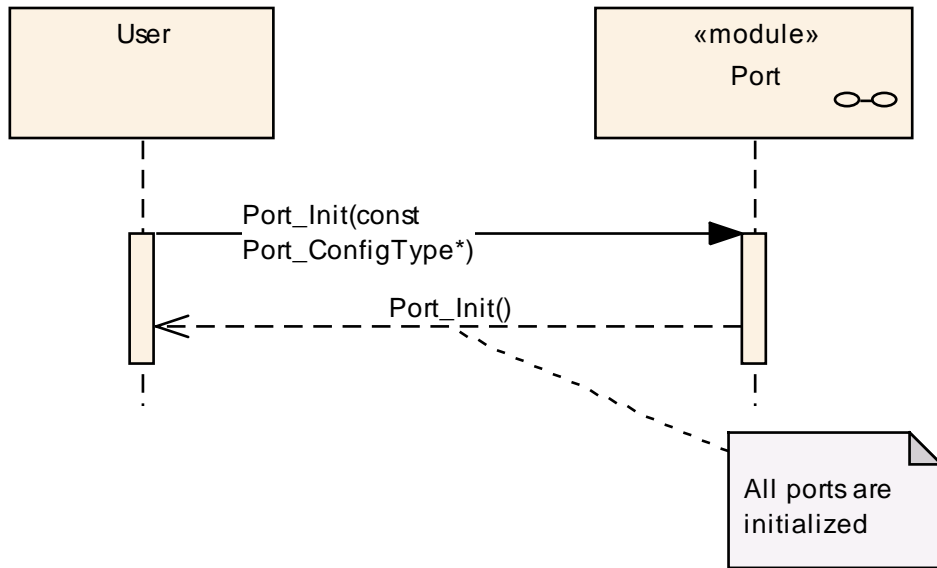 User
«module»
Port
Port_Init(const
Port_ConfigType*)
Port_Init()
All ports are
initialized